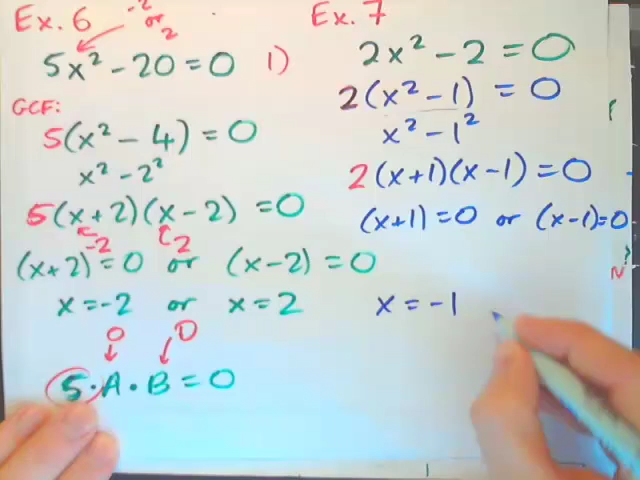 Ex. 6
-2 or 2
5x² - 20 = 0
GCF:
5(x² - 4) = 0
x² - 2²
5(x + 2)(x - 2) = 0
-2 2
(x+2) = 0 or (x - 2) = 0
x = -2 or x = 2
0 0
5 · A · B = 0
Ex. 7
1) 2x² - 2 = 0
2(x² - 1) = 0
x² - 1²
2(x+1)(x-1) = 0
(x+1) = 0 or (x-1) = 0
x = -1